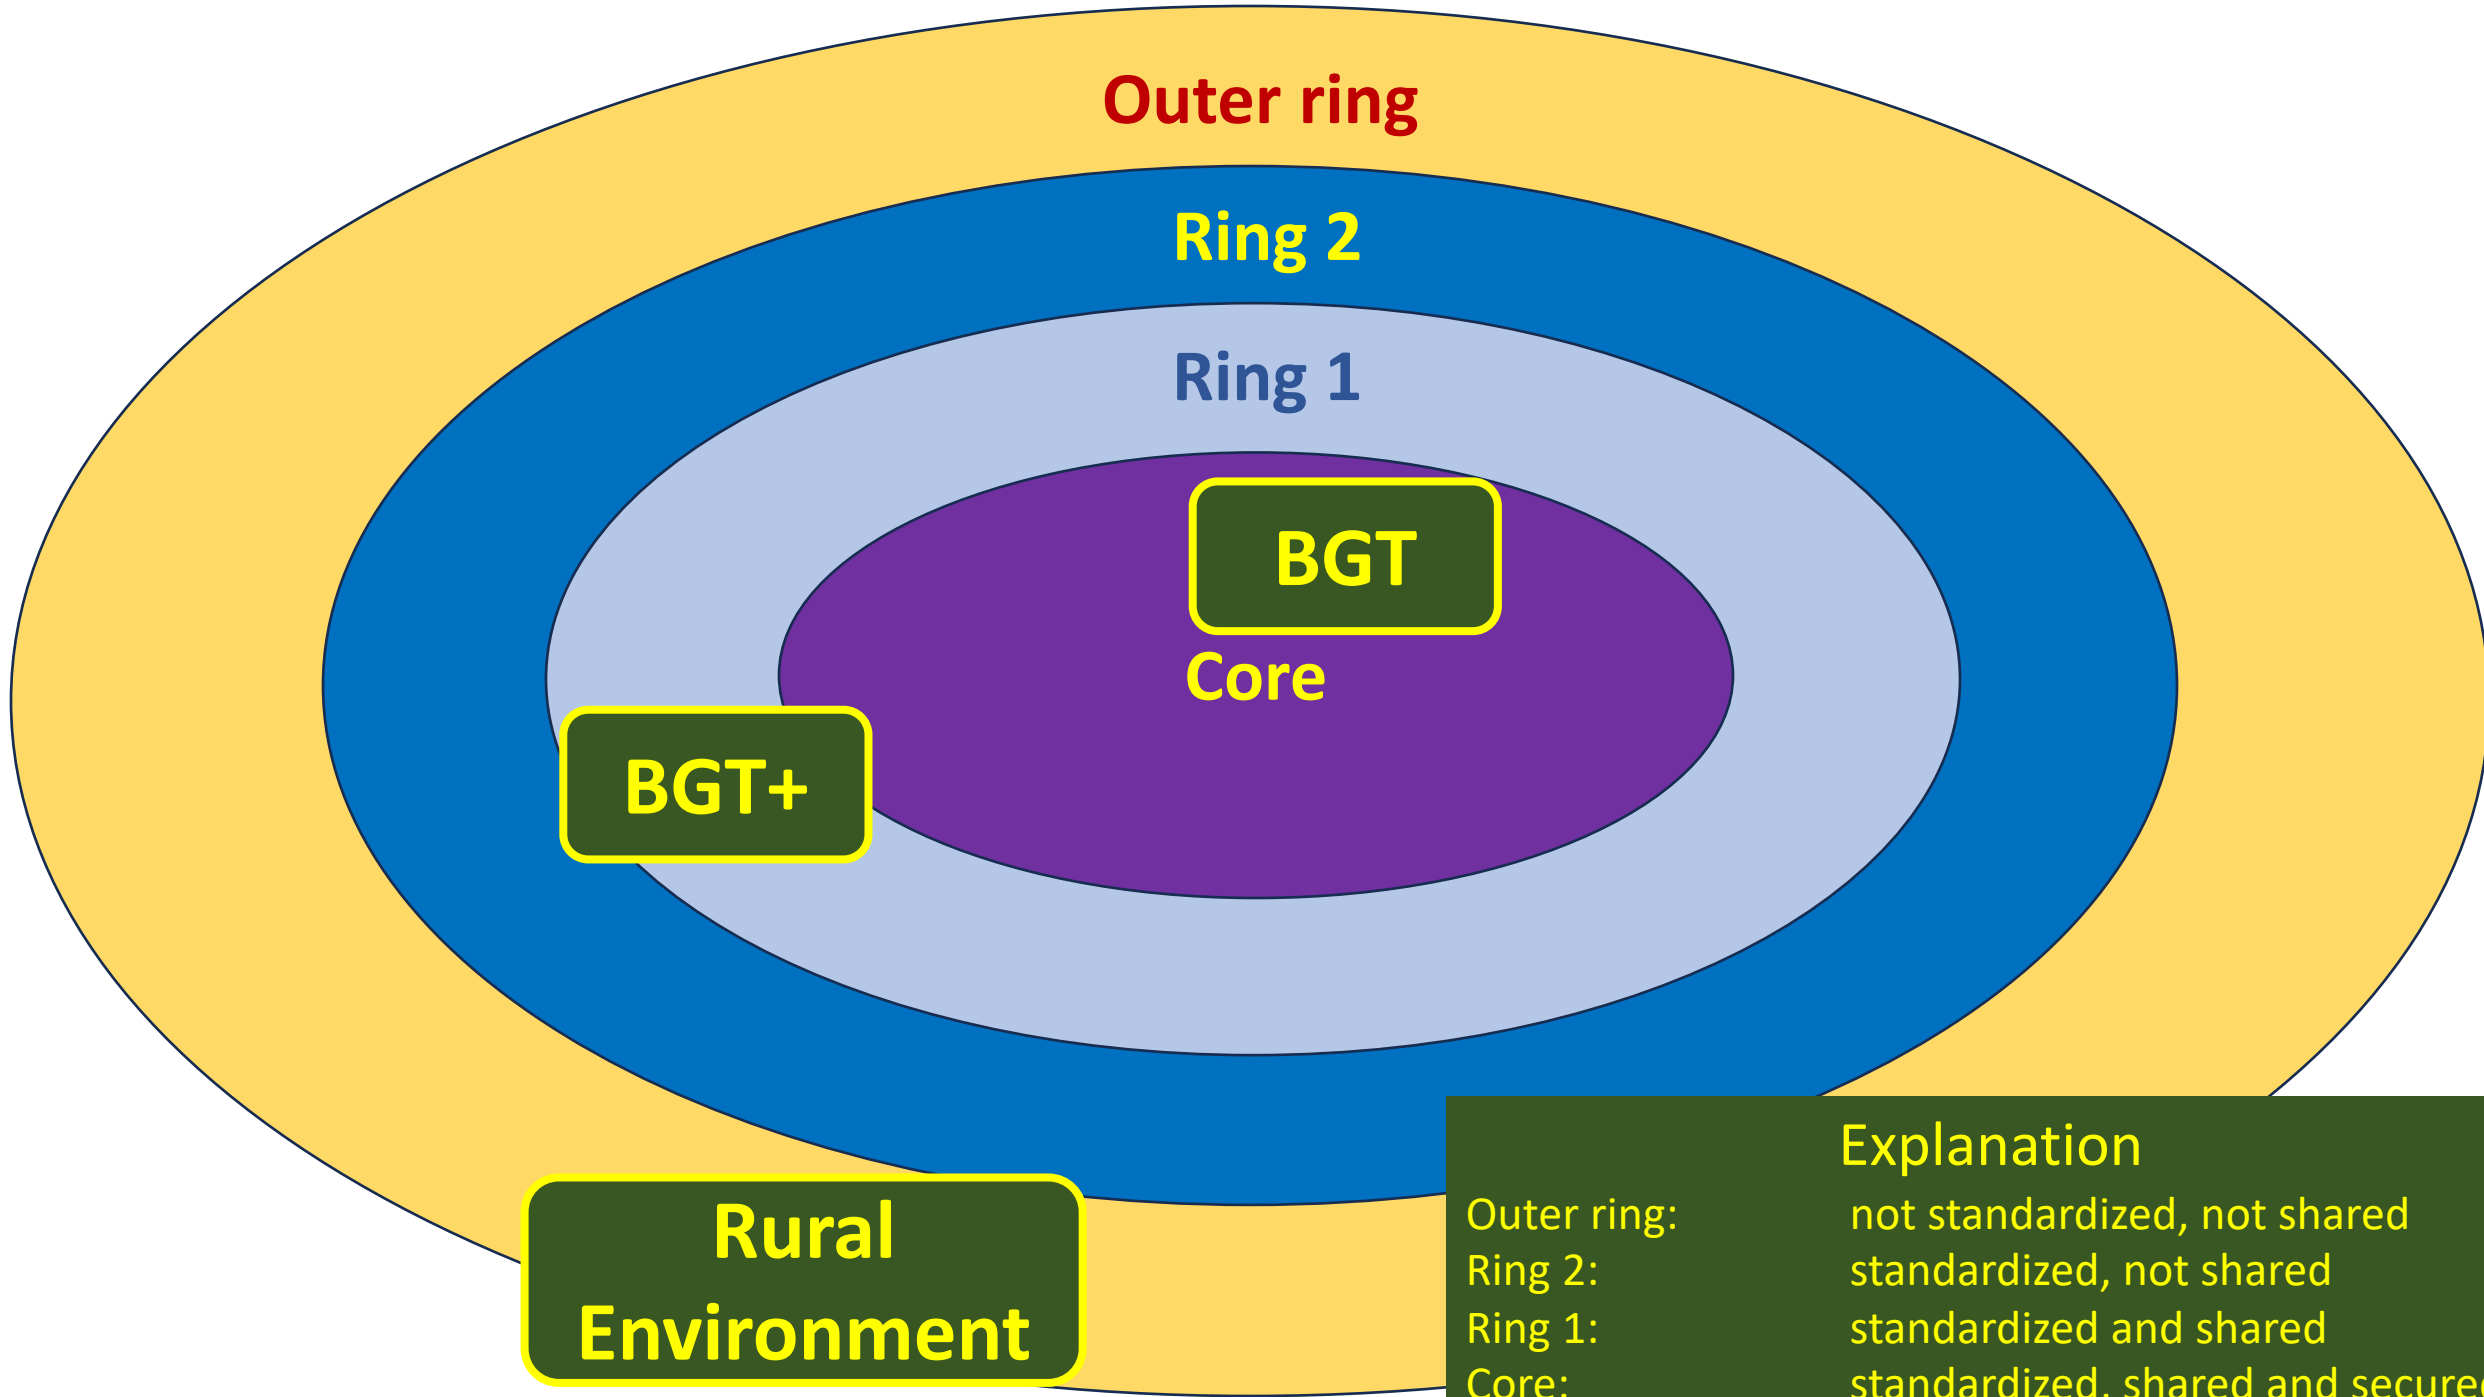 Outer ring
Ring 2
Ring 1
BGT
Core
BGT+
Rural
Environment
Explanation
Outer ring: not standardized, not shared
Ring 2: standardized, not shared
Ring 1: standardized and shared
Core: standardized, shared and secured